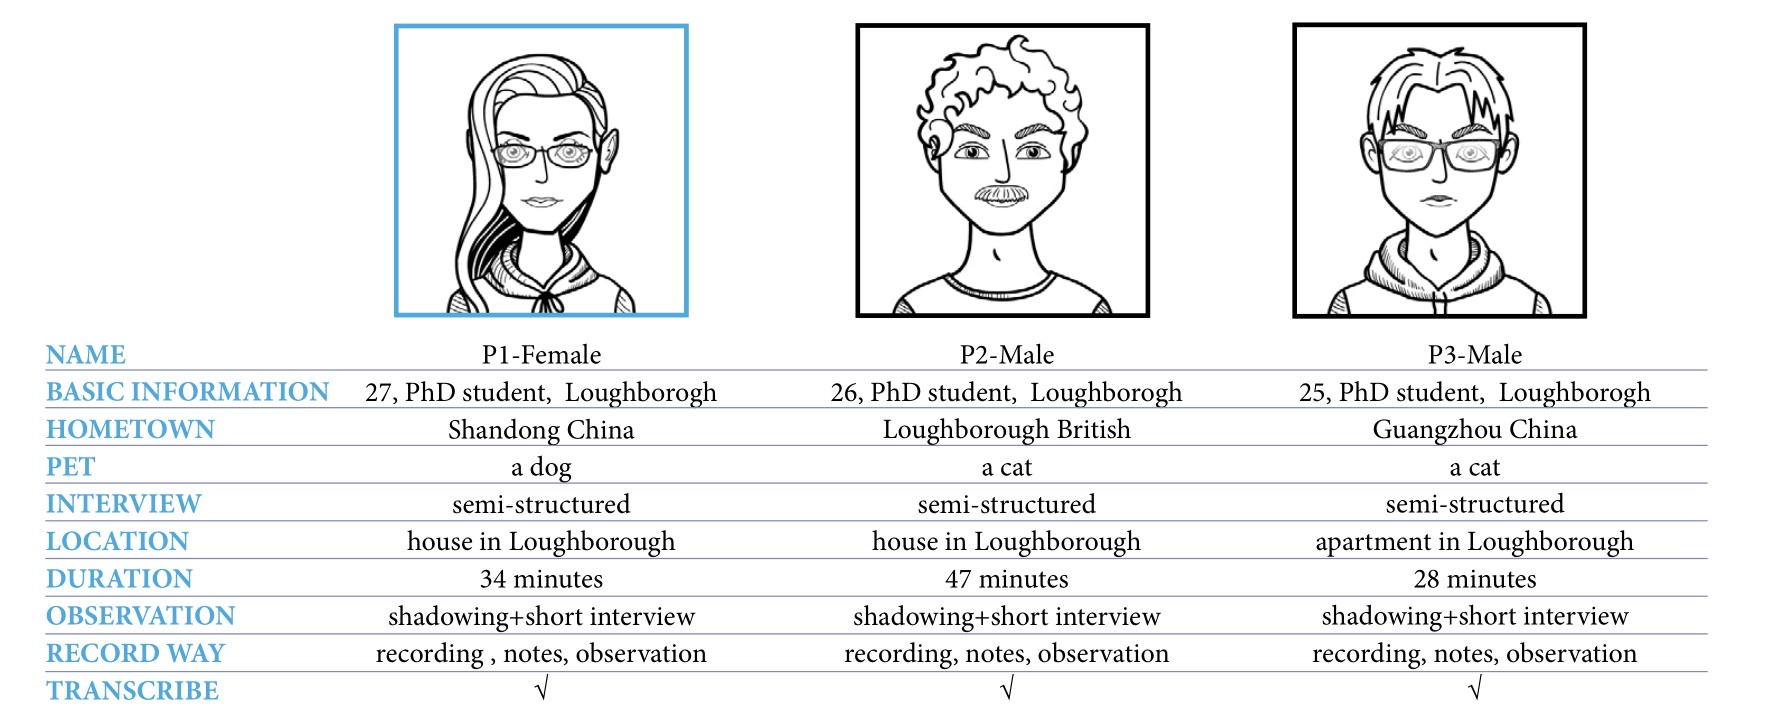 NAME P1-Female P2-Male P3-Male
BASIC INFORMATION 27, PhD student, Loughborogh 26, PhD student, Loughborogh 25, PhD student, Loughborogh
HOMETOWN Shandong China Loughborough British Guangzhou China
PET a dog a cat a cat
INTERVIEW semi-structured semi-structured semi-structured
LOCATION house in Loughborough house in Loughborough apartment in Loughborough
DURATION 34 minutes 47 minutes 28 minutes
OBSERVATION shadowing+short interview shadowing+short interview shadowing+short interview
RECORD WAY recording , notes, observation recording, notes, observation recording, notes, observation
TRANSCRIBE √ √ √